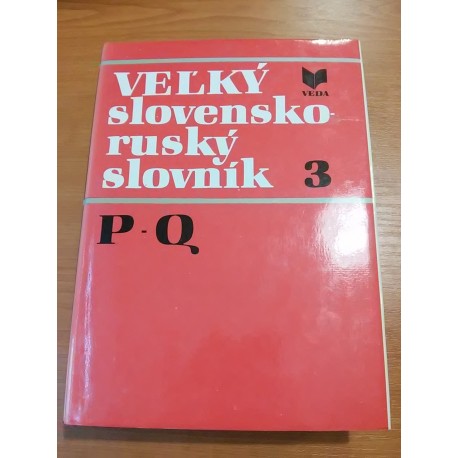 VEĽKÝ
VEDA
slovensko-
ruský
slovník 3
P-Q